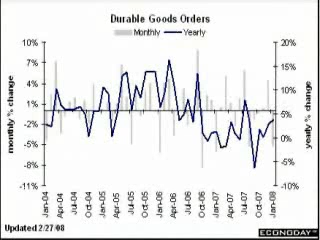 Durable Goods Orders
Monthly Yearly
10%
7%
4%
1%
-2%
-5%
-8%
-11%
monthly % change
20%
15%
10%
5%
0%
-5%
-10%
yearly % change
Jan-04
Apr-04
Jul-04
Oct-04
Jan-05
Apr-05
Jul-05
Oct-05
Jan-06
Apr-06
Jul-06
Oct-06
Jan-07
Apr-07
Jul-07
Oct-07
Jan-08
Updated 2/27/08
ECONODAY